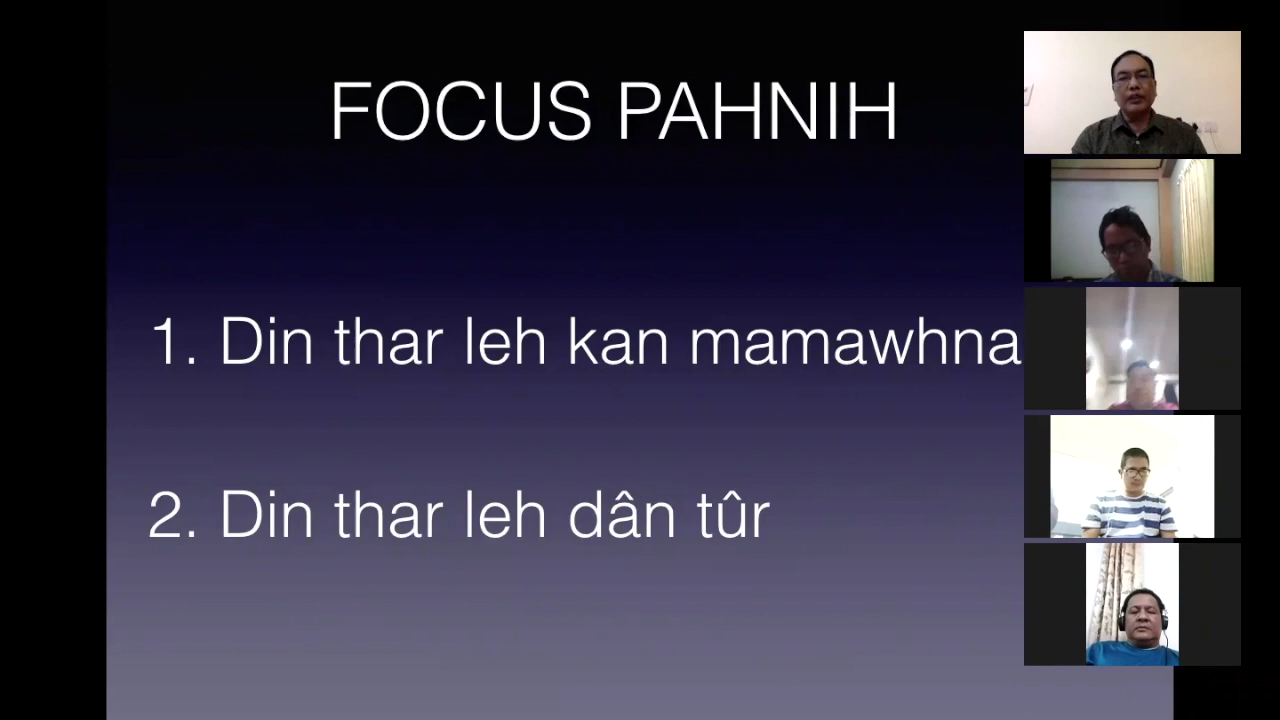 FOCUS PAHNIH
1. Din thar leh kan mamawhna
2. Din thar leh dân tûr